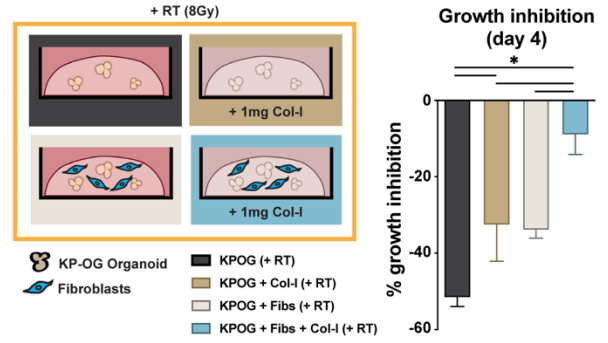 + RT (8Gy)
+ 1mg Col-I
+ 1mg Col-I
KP-OG Organoid
Fibroblasts
KPOG (+ RT)
KPOG + Col-I (+ RT)
KPOG + Fibs (+ RT)
KPOG + Fibs + Col-I (+ RT)
Growth inhibition
(day 4)
*
% growth inhibition
0
-20
-40
-60